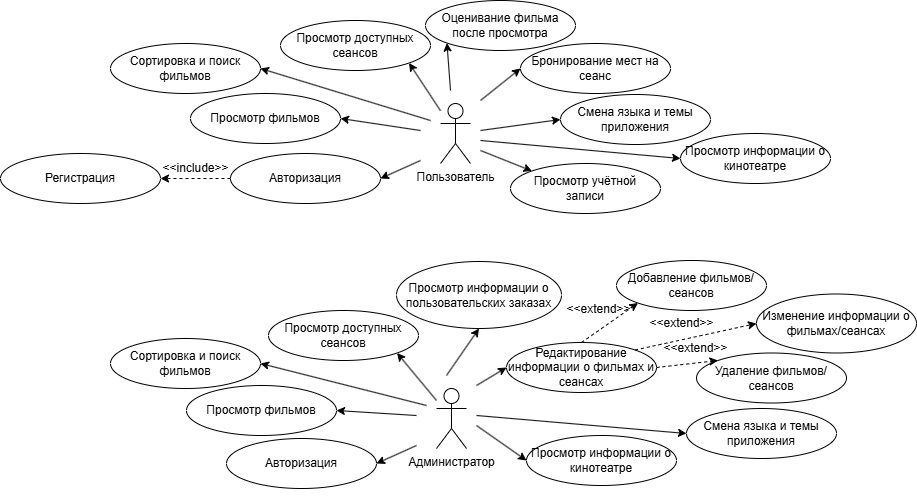 Оценивание фильма
после просмотра
Просмотр доступных
сеансов
Сортировка и поиск
фильмов
Бронирование мест на
сеанс
Просмотр фильмов
Смена языка и темы
приложения
Просмотр информации о
кинотеатре
<<include>>
Регистрация
Авторизация
Пользователь
Просмотр учётной
записи
Просмотр информации о
пользовательских заказах
Добавление фильмов/
сеансов
<<extend>>
Изменение информации о
фильмах/сеансах
<<extend>>
Просмотр доступных
сеансов
<<extend>>
Сортировка и поиск
фильмов
Редактирование
информации о фильмах и
сеансах
Удаление фильмов/
сеансов
Просмотр фильмов
Смена языка и темы
приложения
Авторизация
Администратор
Просмотр информации о
кинотеатре